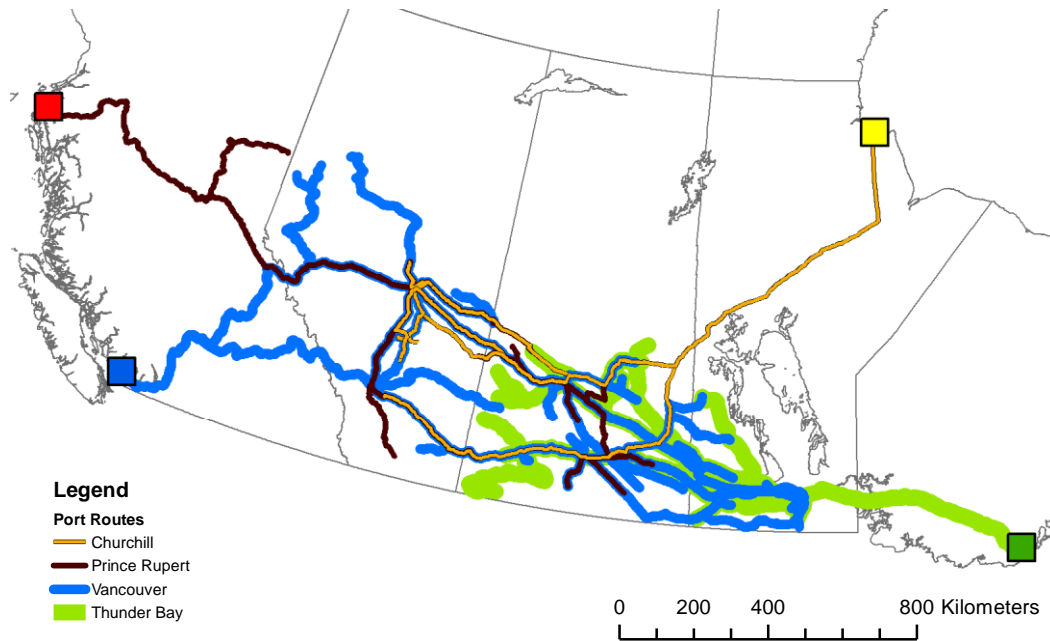 Legend
Port Routes
Churchill
Prince Rupert
Vancouver
Thunder Bay
0 200 400 800 Kilometers